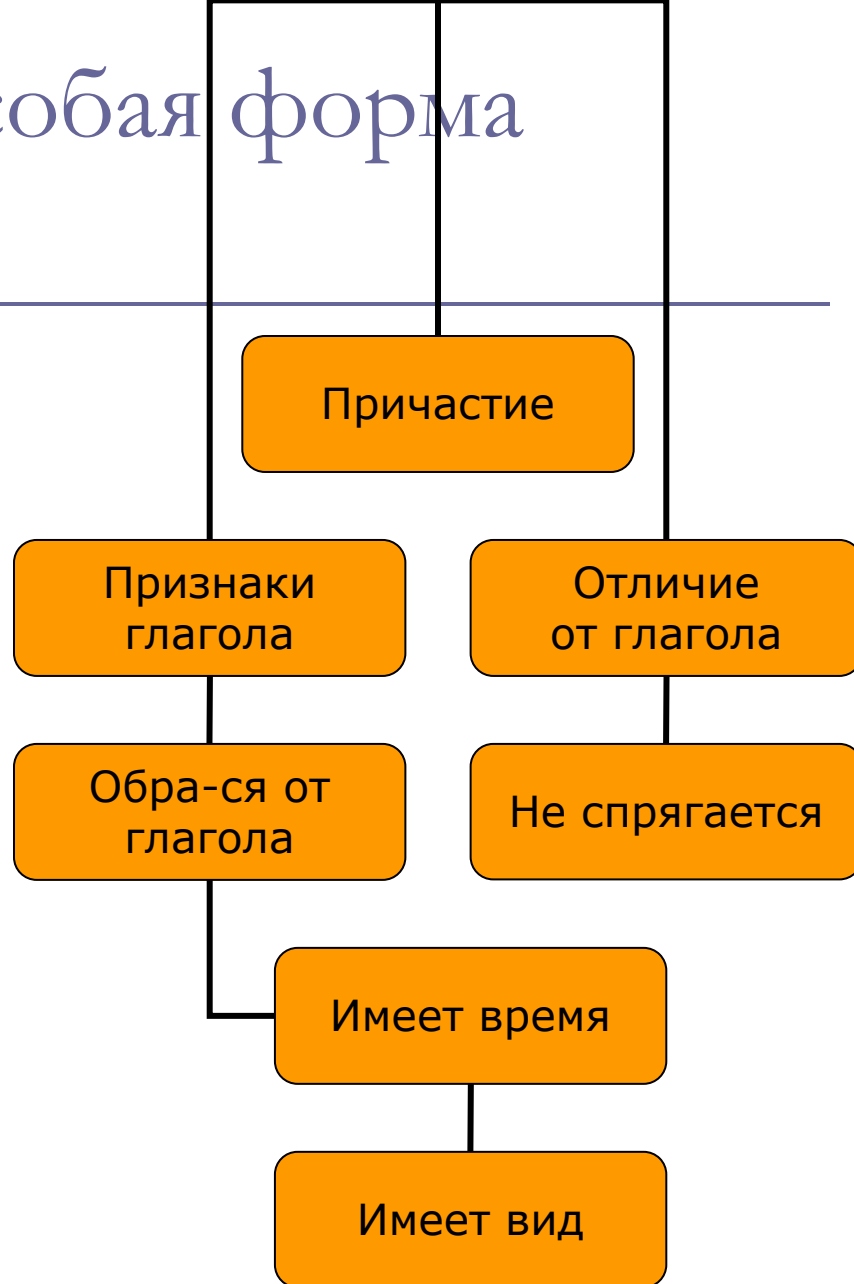 собая форма
Причастие
Признаки
глагола
Отличие
от глагола
Обра-ся от
глагола
Не спрягается
Имеет время
Имеет вид